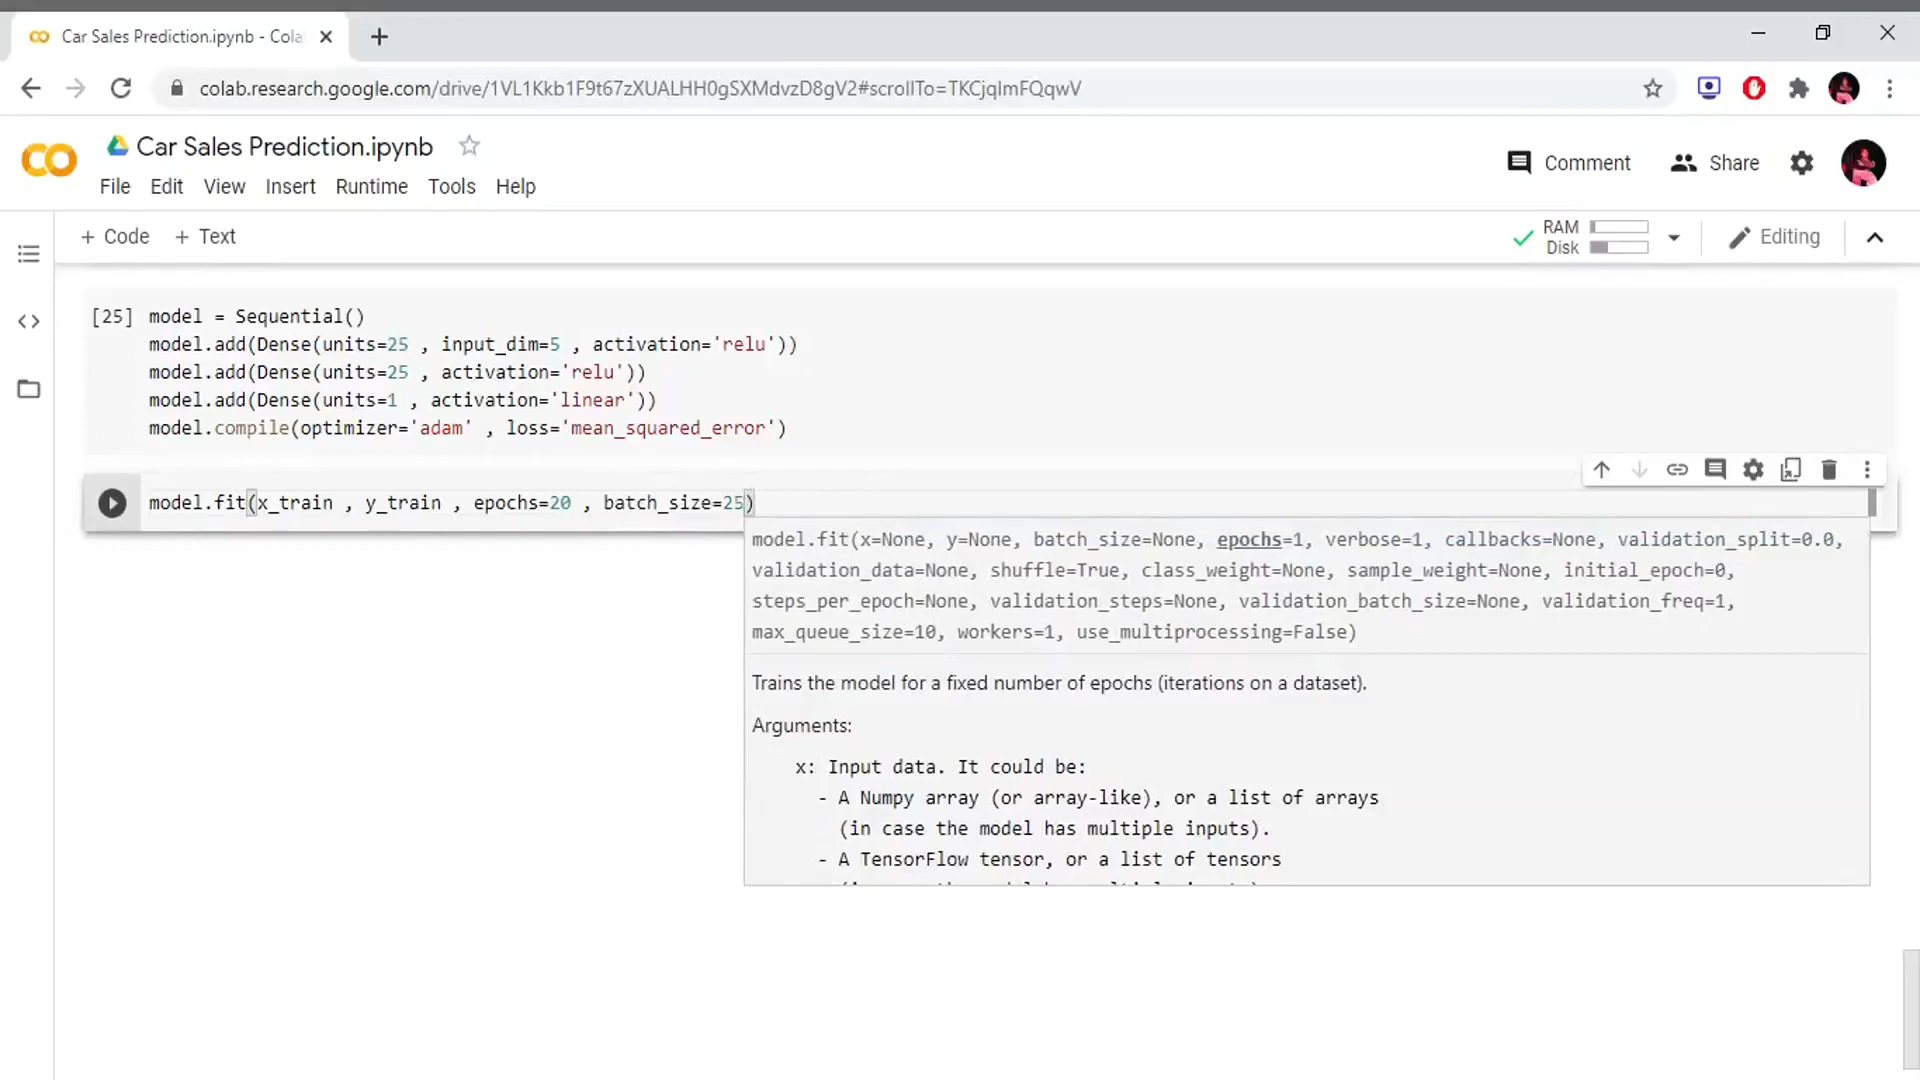 Car Sales Prediction.ipynb - Cola
colab.research.google.com/drive/1VL1Kkb1F9t67zXUALHH0gSXMdvzD8gV2#scrollTo=TKCjqlmFQqwV
CO
Car Sales Prediction.ipynb
Comment
Share
File Edit View Insert Runtime Tools Help
+ Code + Text
RAM
Disk
Editing
[25] model = Sequential()
model.add(Dense(units=25 , input_dim=5 , activation='relu'))
model.add(Dense(units=25 , activation='relu'))
model.add(Dense(units=1 , activation='linear'))
model.compile(optimizer='adam' , loss='mean_squared_error')
model.fit(x_train , y_train , epochs=20 , batch_size=25)
model.fit(x=None, y=None, batch_size=None, epochs=1, verbose=1, callbacks=None, validation_split=0.0,
validation_data=None, shuffle=True, class_weight=None, sample_weight=None, initial_epoch=0,
steps_per_epoch=None, validation_steps=None, validation_batch_size=None, validation_freq=1,
max_queue_size=10, workers=1, use_multiprocessing=False)
Trains the model for a fixed number of epochs (iterations on a dataset).
Arguments:
x: Input data. It could be:
- A Numpy array (or array-like), or a list of arrays
(in case the model has multiple inputs).
- A TensorFlow tensor, or a list of tensors